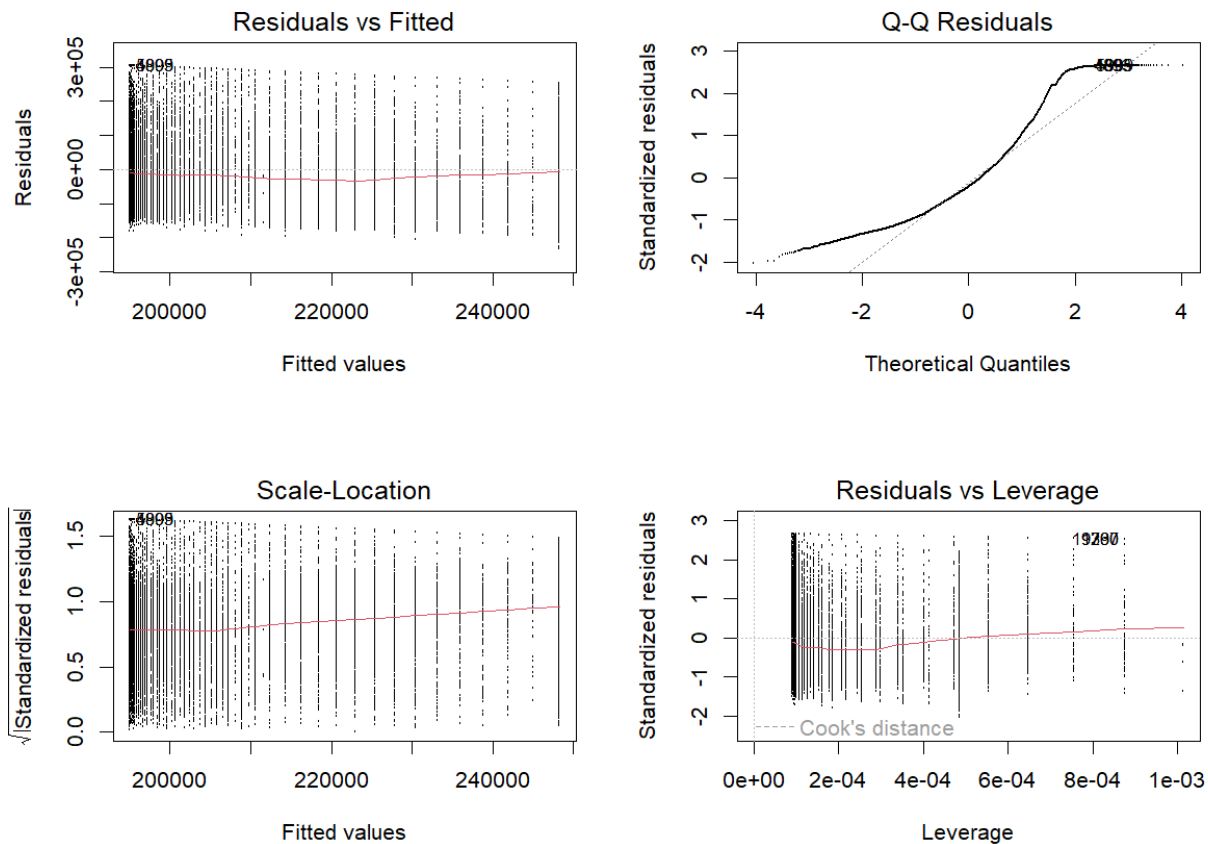 Residuals vs Fitted
Residuals
3e+05
0e+00
-3e+05
200000 220000 240000
Fitted values
Q-Q Residuals
Standardized residuals
3
2
1
0
-1
-2
-4 -2 0 2 4
Theoretical Quantiles
Scale-Location
√|Standardized residuals
1.5
1.0
0.5
0.0
200000 220000 240000
Fitted values
Residuals vs Leverage
Standardized residuals
3
2
1
0
-1
-2
Cook's distance
0e+00 2e-04 4e-04 6e-04 8e-04 1e-03
Leverage